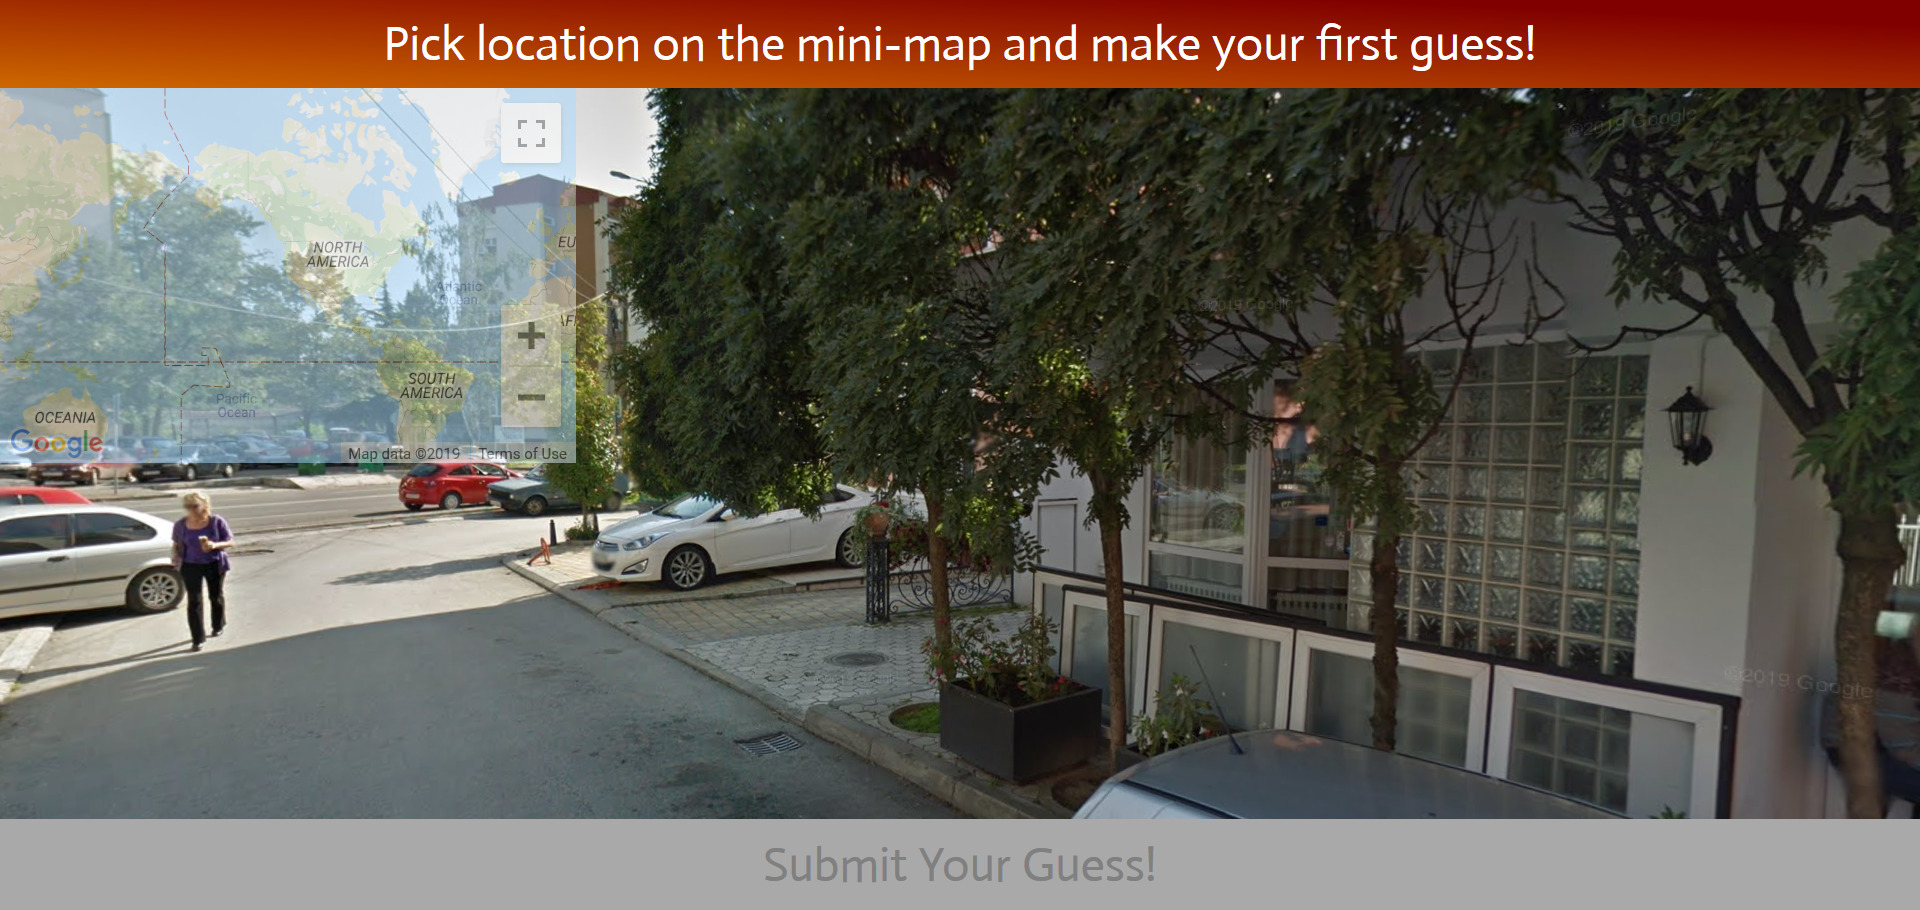 Pick location on the mini-map and make your first guess!
©2019 Google
NORTH
AMERICA
EU
Atlantic
Ocean
©2019 Google
AF
SOUTH
AMERICA
Pacific
Ocean
OCEANIA
Google
Map data ©2019
Terms of Use
©2019 Google
Submit Your Guess!